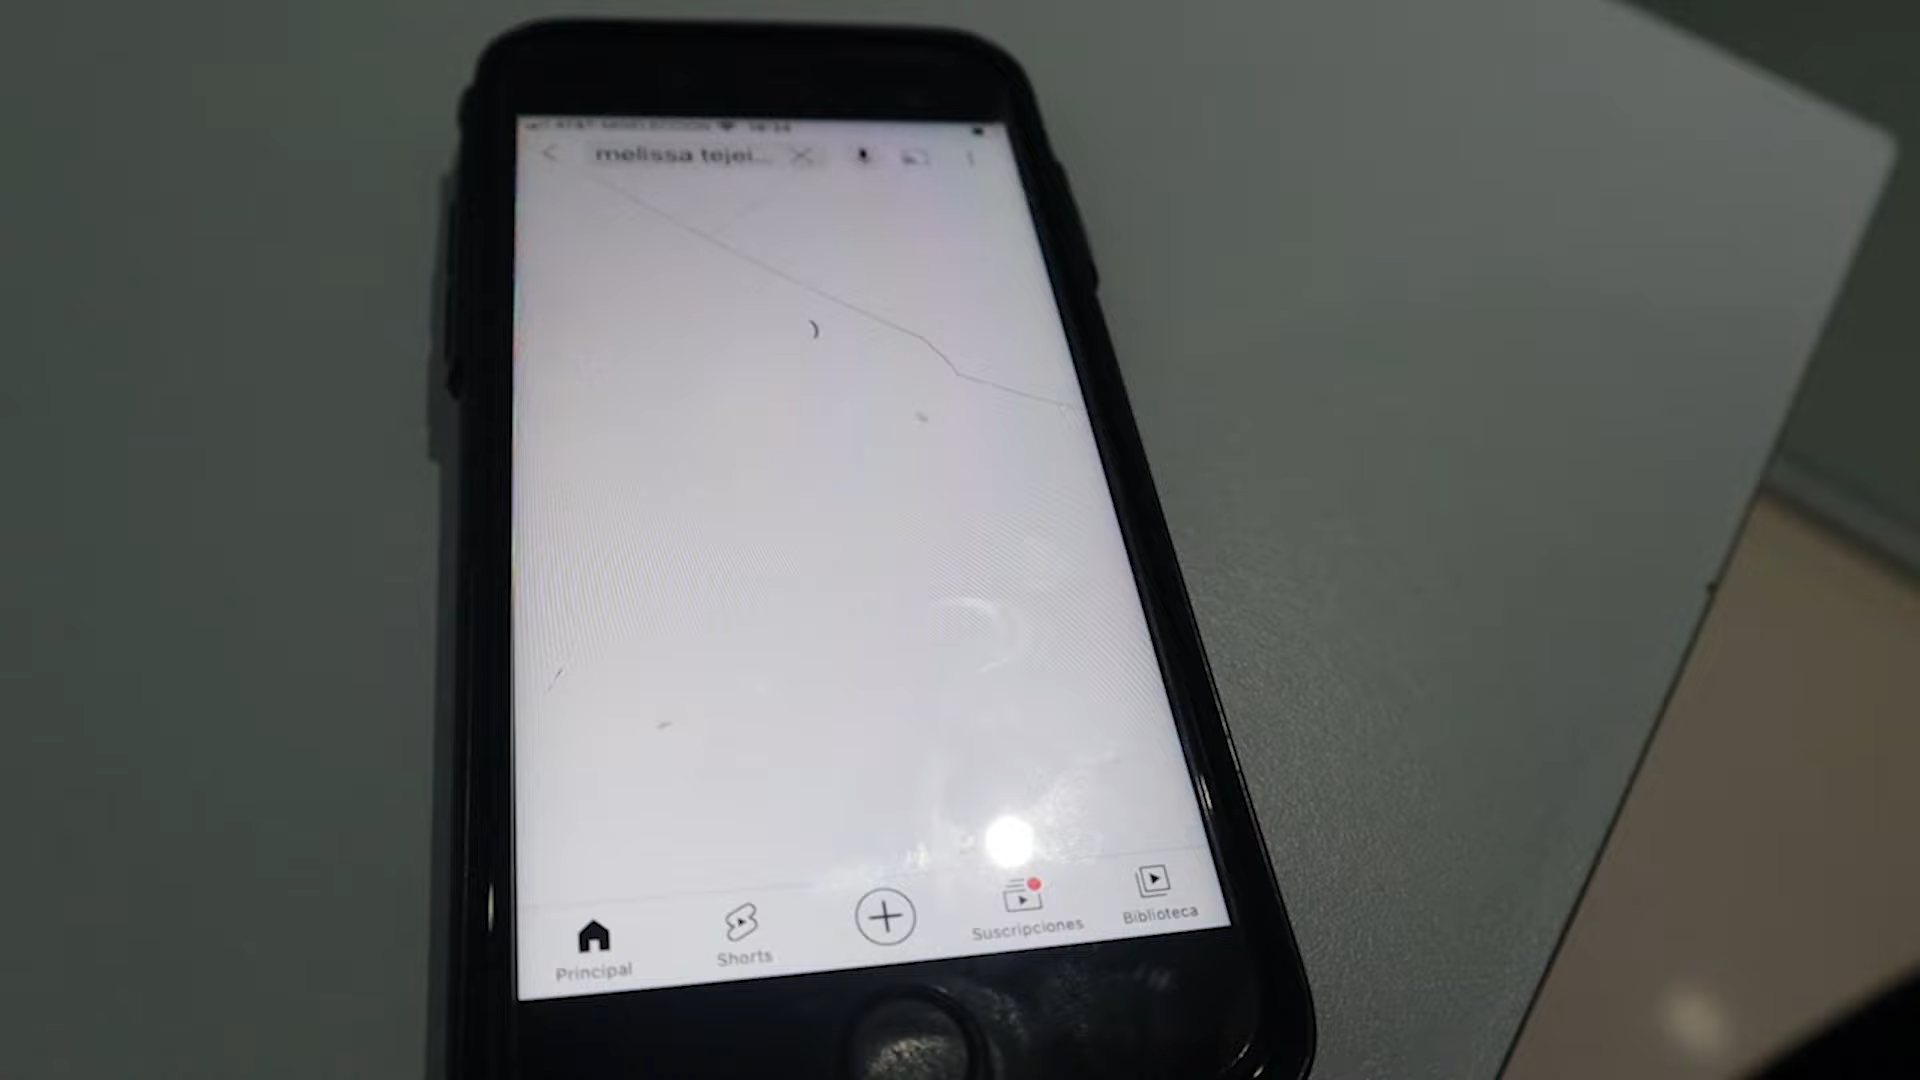 melissa tejei...
Principal
Shorts
Suscripciones
Biblioteca